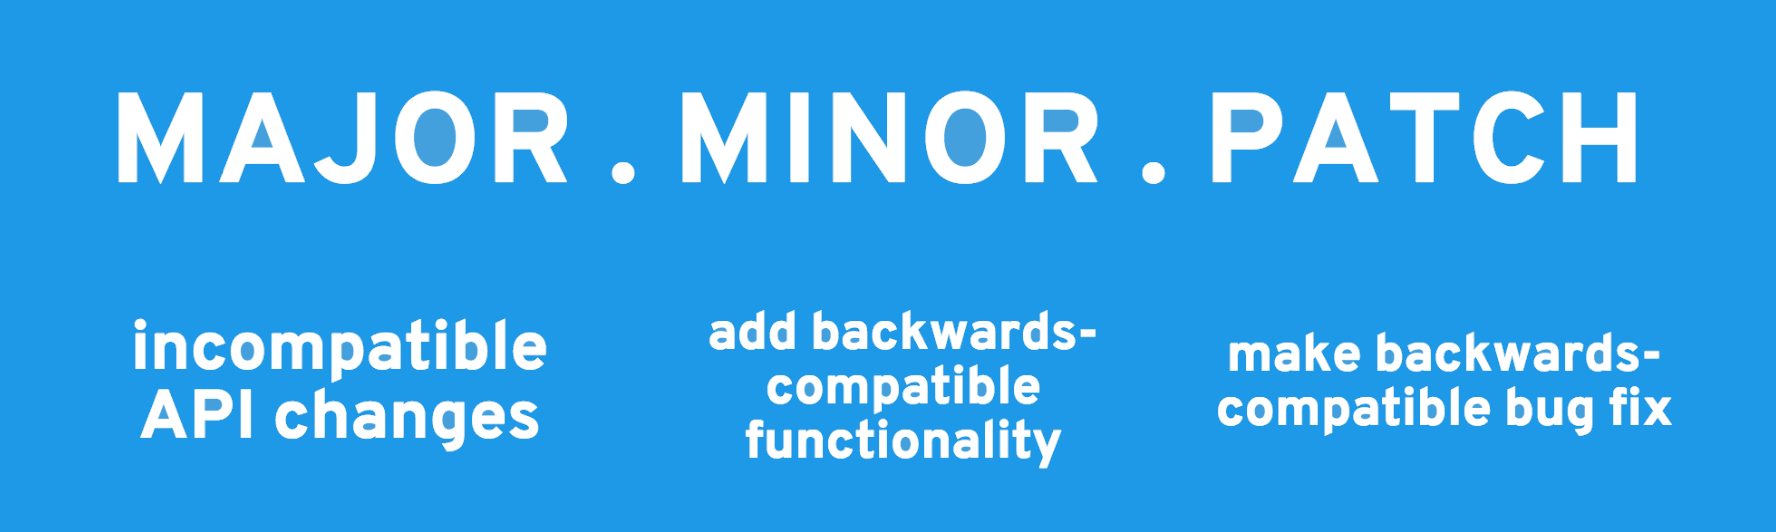 MAJOR . MINOR . PATCH
incompatible
API changes
add backwards-
compatible
functionality
make backwards-
compatible bug fix